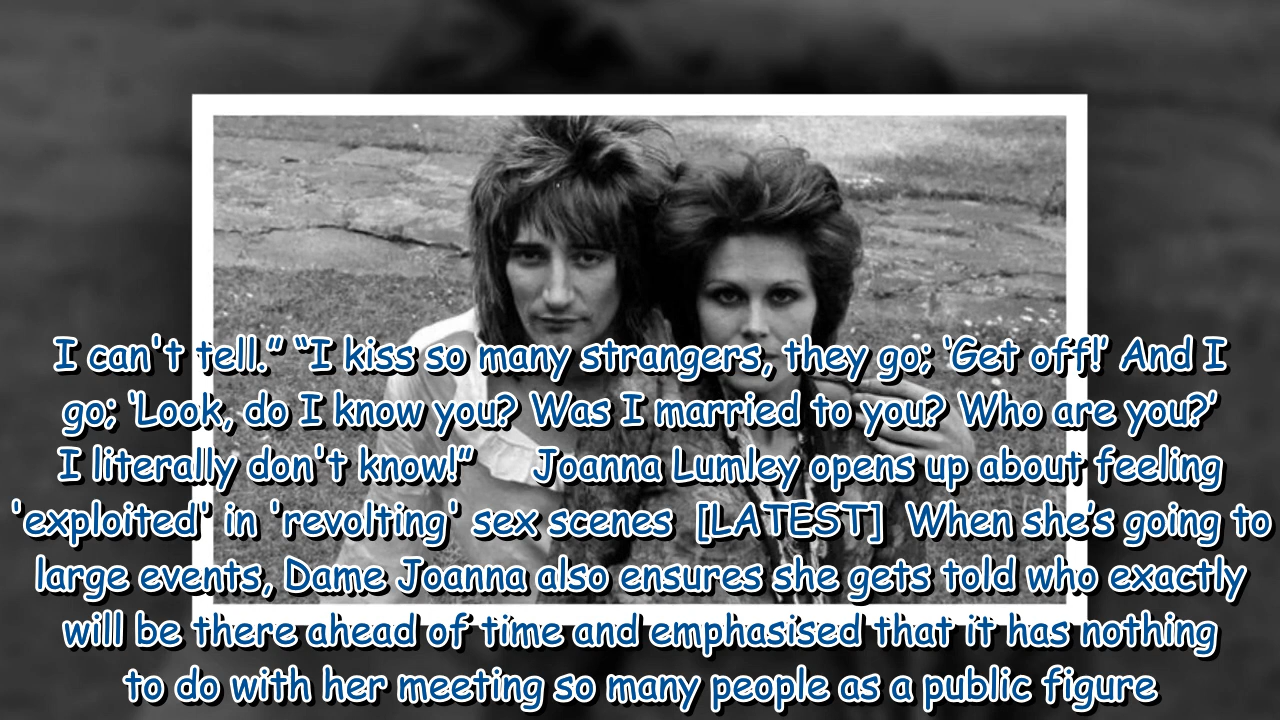 I can't tell.” “I kiss so many strangers, they go; ‘Get off!’ And I
go; ‘Look, do I know you? Was I married to you? Who are you?’
I literally don't know!” Joanna Lumley opens up about feeling
'exploited' in 'revolting' sex scenes [LATEST] When she’s going to
large events, Dame Joanna also ensures she gets told who exactly
will be there ahead of time and emphasised that it has nothing
to do with her meeting so many people as a public figure